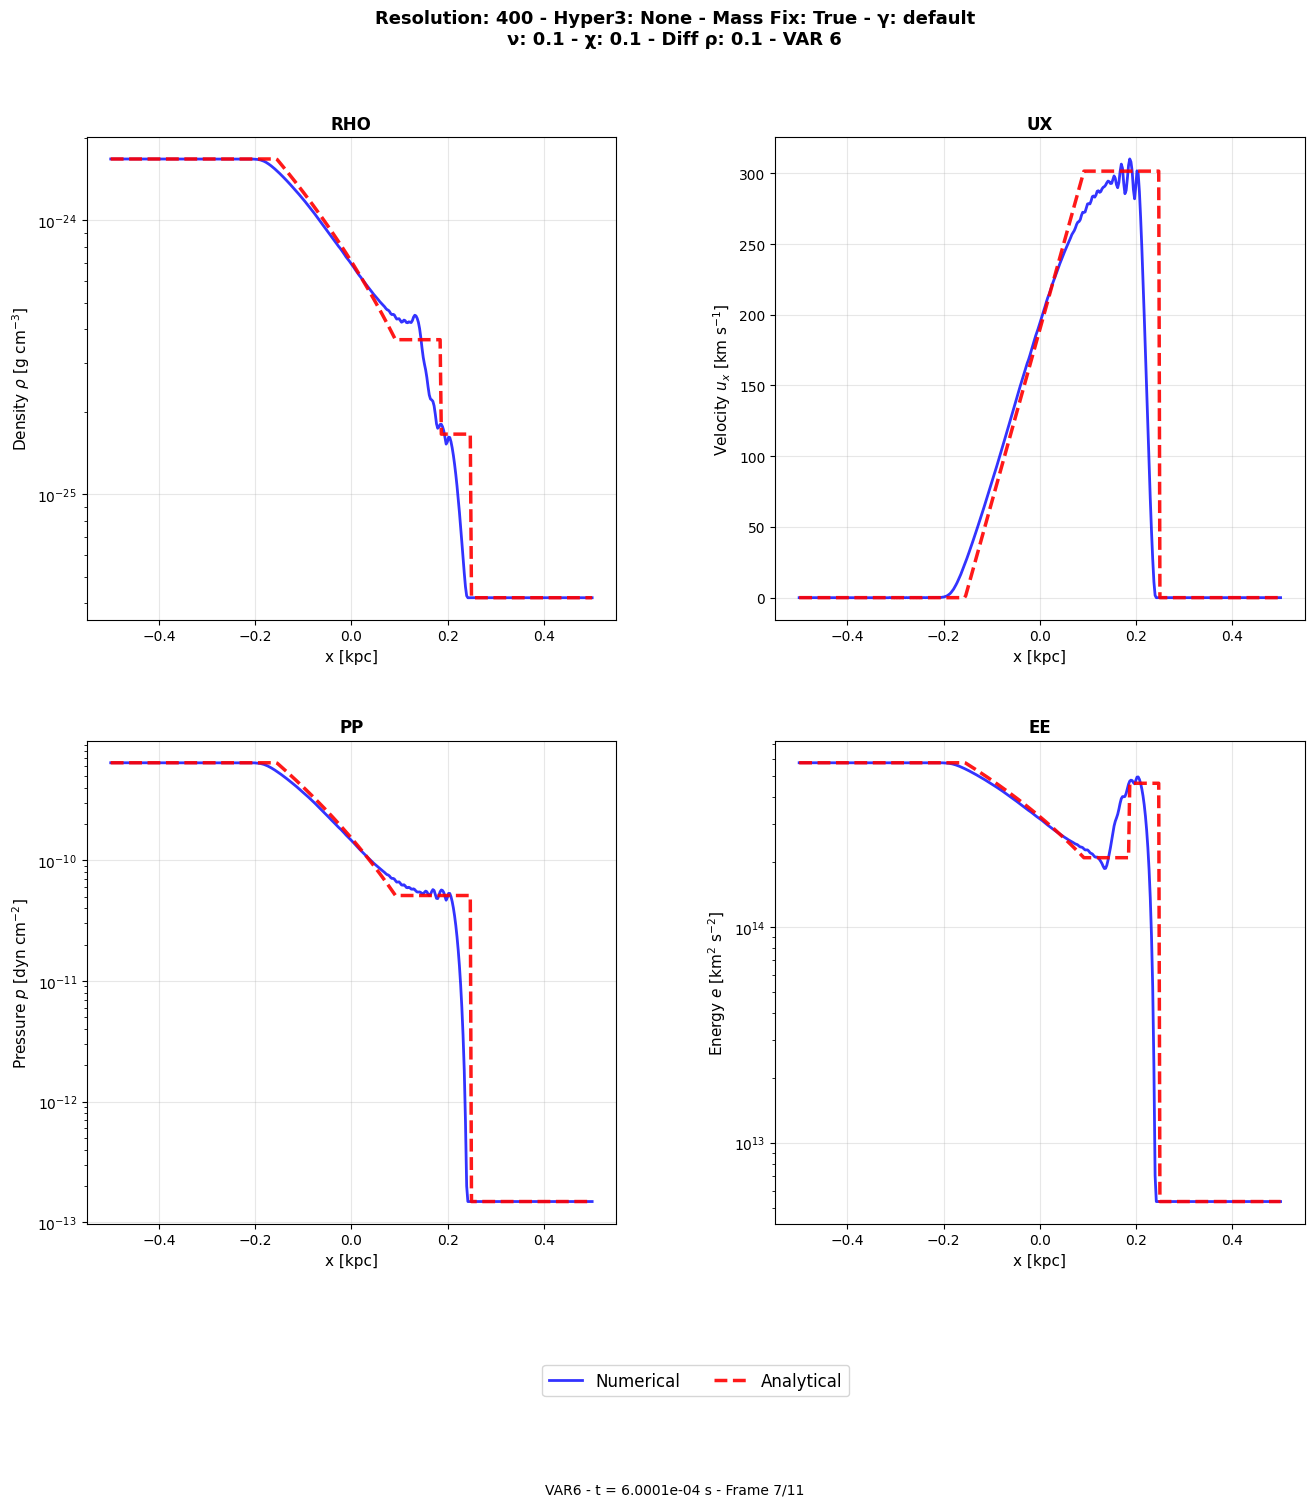 Resolution: 400 - Hyper3: None - Mass Fix: True - γ: default
ν: 0.1 - χ: 0.1 - Diff ρ: 0.1 - VAR 6
RHO
Density ρ [g cm⁻³]
10⁻²⁴
10⁻²⁵
−0.4 −0.2 0.0 0.2 0.4
x [kpc]
UX
Velocity uₓ [km s⁻¹]
300
250
200
150
100
50
0
−0.4 −0.2 0.0 0.2 0.4
x [kpc]
PP
Pressure p [dyn cm⁻²]
10⁻¹⁰
10⁻¹¹
10⁻¹²
10⁻¹³
−0.4 −0.2 0.0 0.2 0.4
x [kpc]
EE
Energy e [km² s⁻²]
10¹⁴
10¹³
−0.4 −0.2 0.0 0.2 0.4
x [kpc]
Numerical Analytical
VAR6 - t = 6.0001e-04 s - Frame 7/11